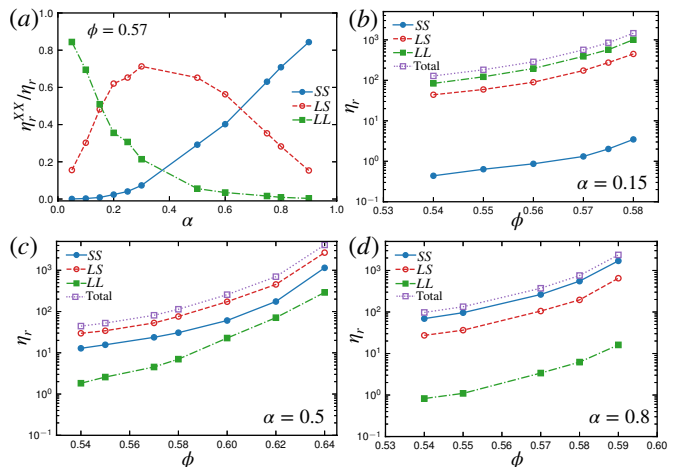 (a)
ϕ = 0.57
η_r^{XX}/η_r
1.0
0.8
0.6
0.4
0.2
0.0
SS
LS
LL
0.0 0.2 0.4 0.6 0.8 1.0
α
(b)
SS
LS
LL
Total
η_r
10^3
10^2
10^1
10^0
10^{-1}
α = 0.15
0.53 0.54 0.55 0.56 0.57 0.58
ϕ
(c)
SS
LS
LL
Total
η_r
10^3
10^2
10^1
10^0
10^{-1}
α = 0.5
0.54 0.56 0.58 0.60 0.62 0.64
ϕ
(d)
SS
LS
LL
Total
η_r
10^3
10^2
10^1
10^0
10^{-1}
α = 0.8
0.53 0.54 0.55 0.56 0.57 0.58 0.59 0.60
ϕ